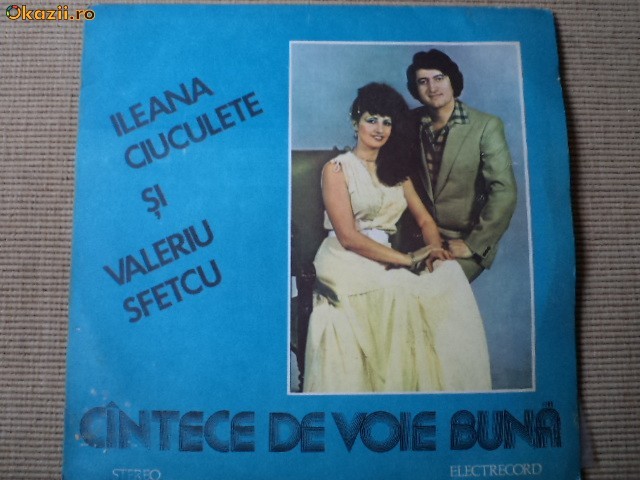 Okazii.ro
ILEANA
CIUCULETE
ȘI
VALERIU
SFETCU
CÎNTECE DE VOIE BUNĂ
STEREO
ELECTRECORD